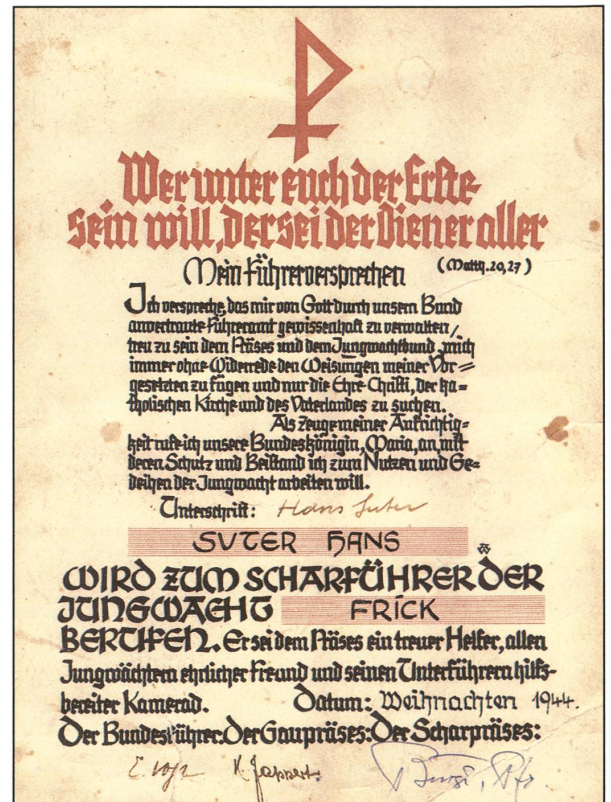 Wer unter euch der Erste
sein will, der sei der Diener aller
(Matth. 20, 27)
Mein Führerversprechen
Ich verspreche, das mir von Gott durch unsern Bund
anvertraute Führeramt gewissenhaft zu verwalten,
treu zu sein dem Präses und dem Jungwachtbund, mich
immer ohne Widerrede den Weisungen meiner Vor=
gesetzten zu fügen und nur die Ehre Christi, der ka=
tholischen Kirche und des Vaterlandes zu suchen.
Als Zeuge meiner Aufrichtig=
keit rufe ich unsere Bundeskönigin, Maria, an, mit
deren Schutz und Beistand ich zum Nutzen und Ge=
deihen der Jungwacht arbeiten will.
Unterschrift: Hans Suter
SUTER HANS
WIRD ZUM SCHARFÜHRER DER
JUNGWACHT FRICK
BERUFEN. Er sei dem Präses ein treuer Helfer, allen
Jungwächtern ehrlicher Freund und seinen Unterführern hilfs-
bereiter Kamerad. Datum: Weihnachten 1944.
Der Bundesführer: Der Gaupräses: Der Scharpräses: